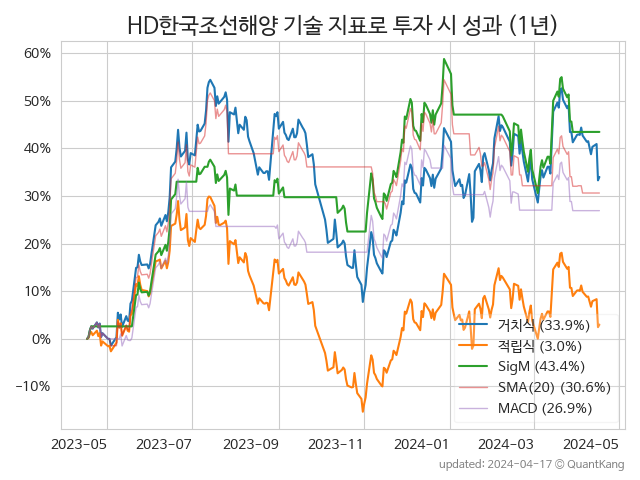 HD한국조선해양 기술 지표로 투자 시 성과 (1년)
60%
50%
40%
30%
20%
10%
0%
−10%
거치식 (33.9%)
적립식 (3.0%)
SigM (43.4%)
SMA(20) (30.6%)
MACD (26.9%)
2023-05
2023-07
2023-09
2023-11
2024-01
2024-03
2024-05
updated: 2024-04-17 © QuantKang